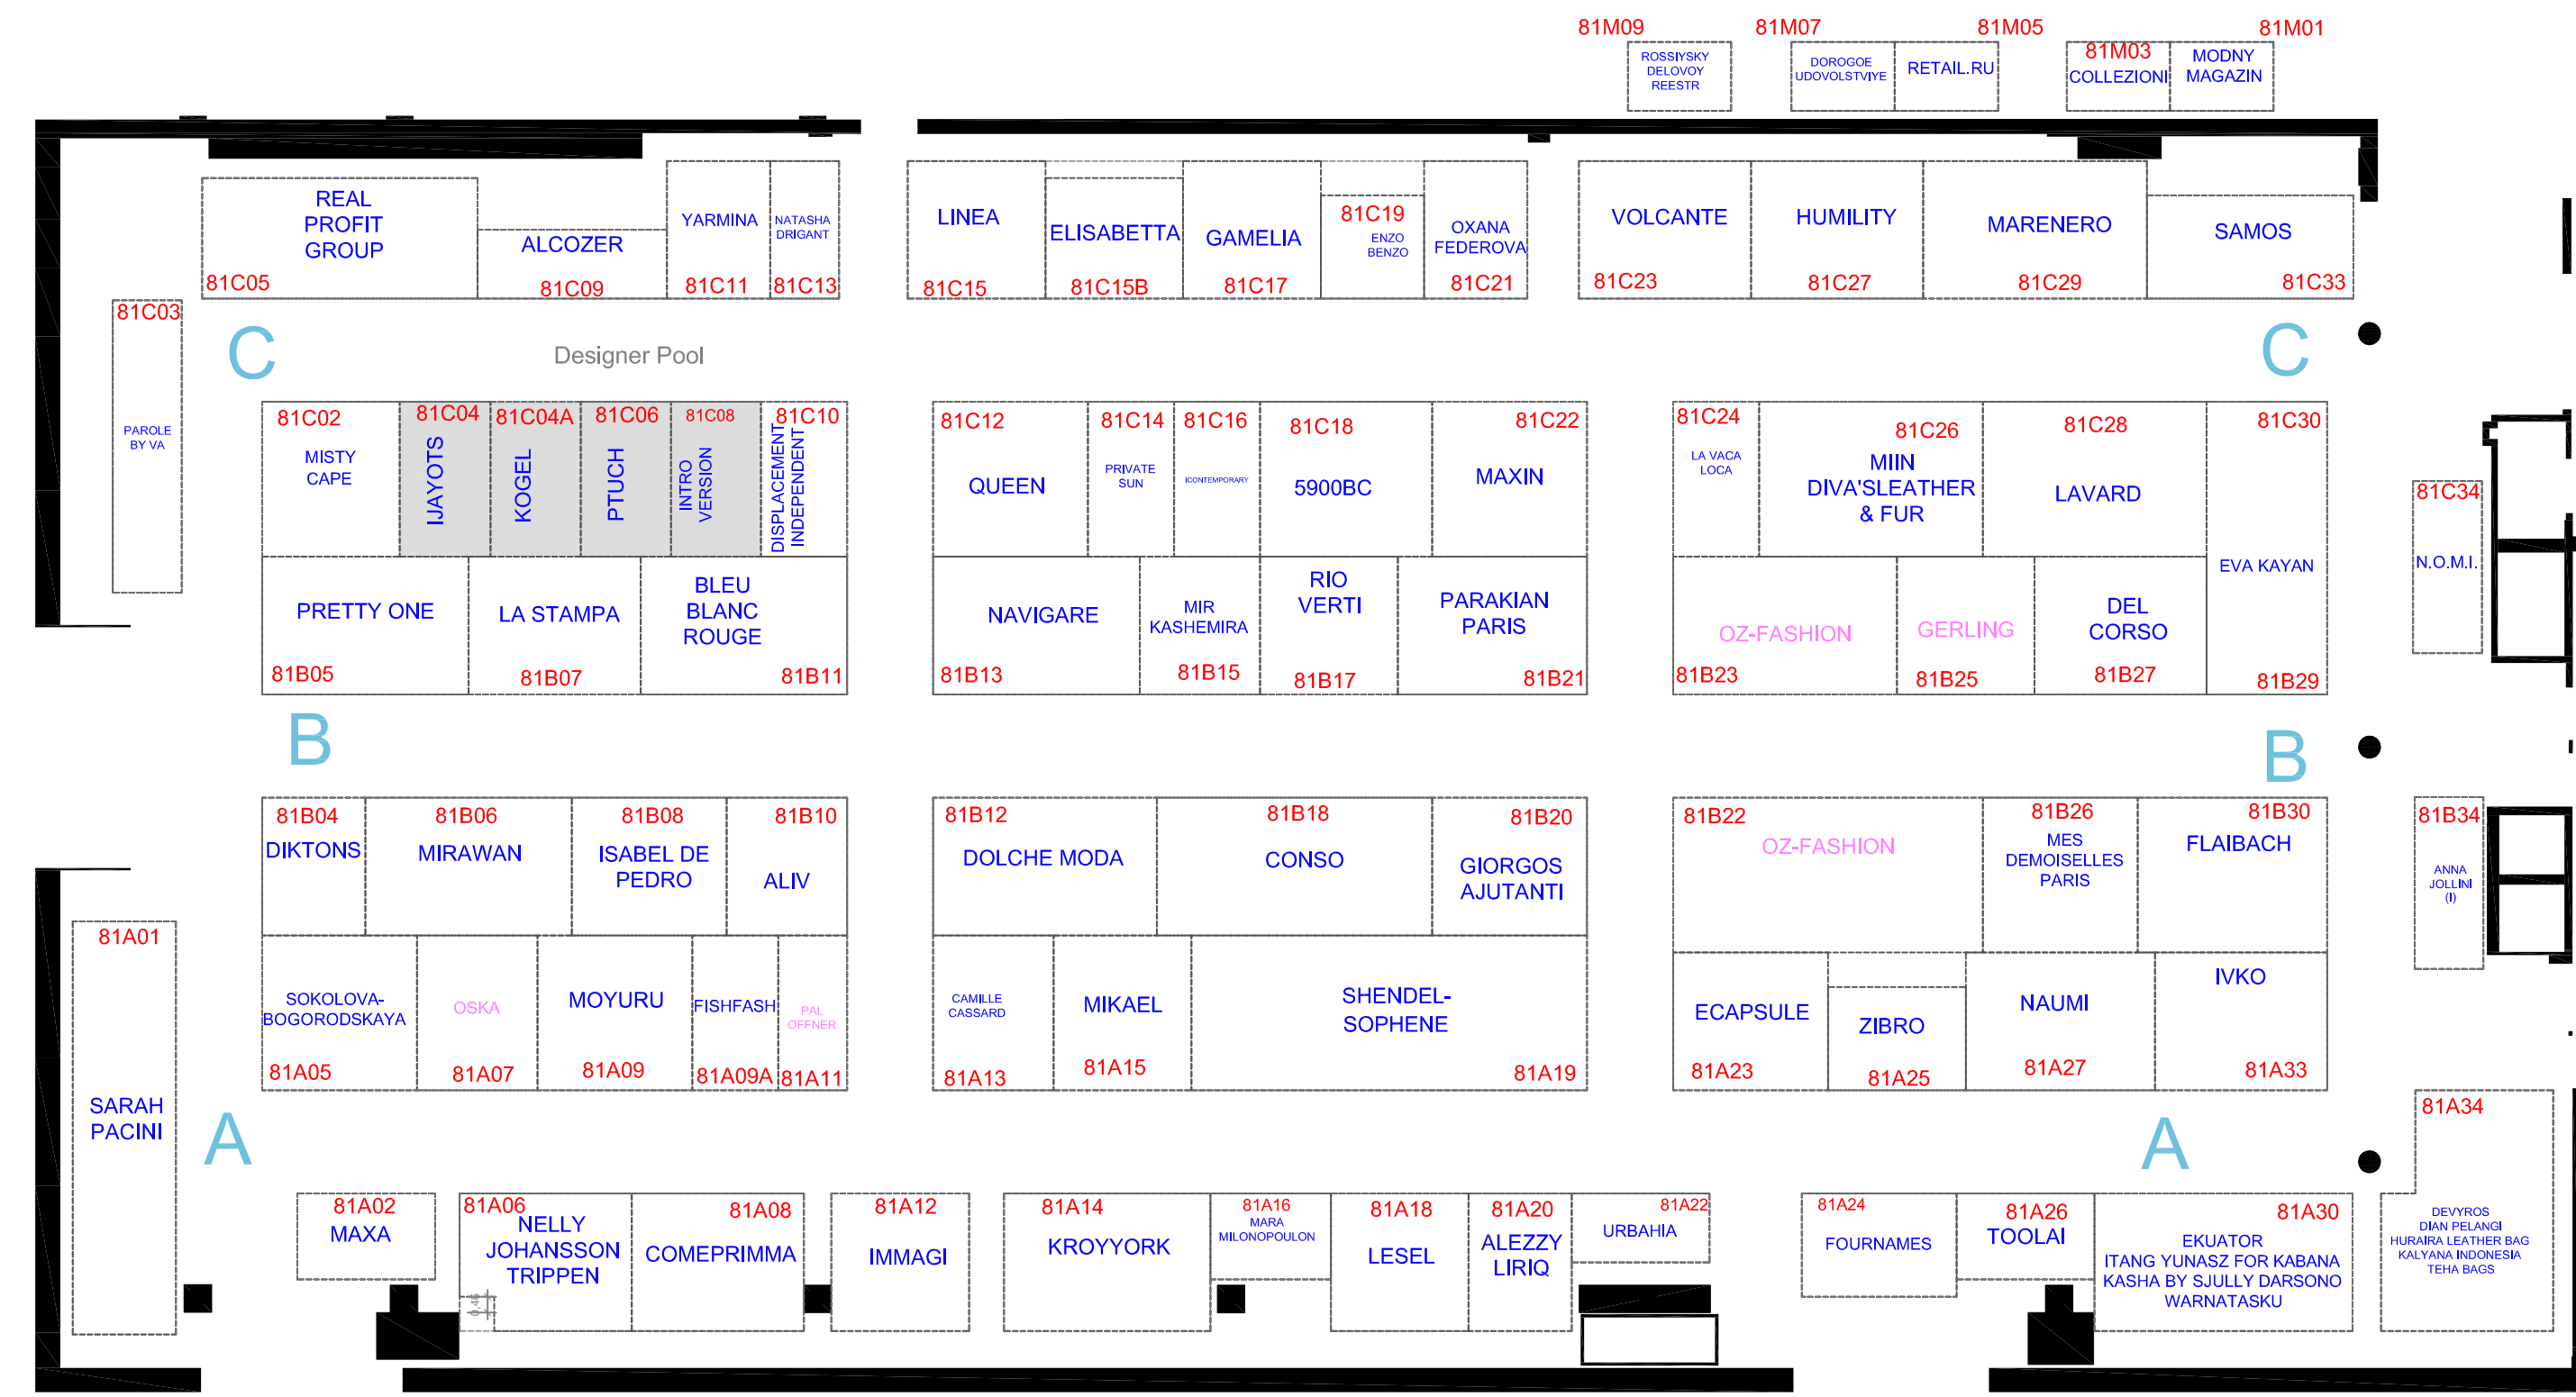 81M09
81M07
81M05
81M01
ROSSIYSKY
DELOVOY
REESTR
DOROGOE
UDOVOLSTVIYE
RETAIL.RU
81M03
COLLEZIONI
MODNY
MAGAZIN
REAL
PROFIT
GROUP
81C05
ALCOZER
81C09
YARMINA
81C11
NATASHA
DRIGANT
81C13
LINEA
81C15
ELISABETTA
81C15B
GAMELIA
81C17
81C19
ENZO
BENZO
OXANA
FEDEROVA
81C21
VOLCANTE
81C23
HUMILITY
81C27
MARENERO
81C29
SAMOS
81C33
81C03
PAROLE
BY VA
C
Designer Pool
C
81C02
MISTY
CAPE
81C04
IJAYOTS
81C04A
KOGEL
81C06
PTUCH
81C08
INTRO
VERSION
81C10
DISPLACEMENT
INDEPENDENT
81C12
QUEEN
81C14
PRIVATE
SUN
81C16
ICONTEMPORARY
81C18
5900BC
81C22
MAXIN
81C24
LA VACA
LOCA
81C26
MIIN
DIVA'SLEATHER
& FUR
81C28
LAVARD
81C30
EVA KAYAN
81B29
81C34
N.O.M.I.
PRETTY ONE
81B05
LA STAMPA
81B07
BLEU
BLANC
ROUGE
81B11
NAVIGARE
81B13
MIR
KASHEMIRA
81B15
RIO
VERTI
81B17
PARAKIAN
PARIS
81B21
OZ-FASHION
81B23
GERLING
81B25
DEL
CORSO
81B27
B
B
81B04
DIKTONS
81B06
MIRAWAN
81B08
ISABEL DE
PEDRO
81B10
ALIV
81B12
DOLCHE MODA
81B18
CONSO
81B20
GIORGOS
AJUTANTI
81B22
OZ-FASHION
81B26
MES
DEMOISELLES
PARIS
81B30
FLAIBACH
81B34
ANNA
JOLLINI
(I)
81A01
SARAH
PACINI
SOKOLOVA-
BOGORODSKAYA
81A05
OSKA
81A07
MOYURU
81A09
FISHFASH
81A09A
PAL
OFFNER
81A11
CAMILLE
CASSARD
81A13
MIKAEL
81A15
SHENDEL-
SOPHENE
81A19
ECAPSULE
81A23
ZIBRO
81A25
NAUMI
81A27
IVKO
81A33
A
A
81A34
DEVYROS
DIAN PELANGI
HURAIRA LEATHER BAG
KALYANA INDONESIA
TEHA BAGS
81A02
MAXA
81A06
NELLY
JOHANSSON
TRIPPEN
0,46
81A08
COMEPRIMMA
81A12
IMMAGI
81A14
KROYYORK
81A16
MARA
MILONOPOULON
81A18
LESEL
81A20
ALEZZY
LIRIQ
81A22
URBAHIA
81A24
FOURNAMES
81A26
TOOLAI
81A30
EKUATOR
ITANG YUNASZ FOR KABANA
KASHA BY SJULLY DARSONO
WARNATASKU